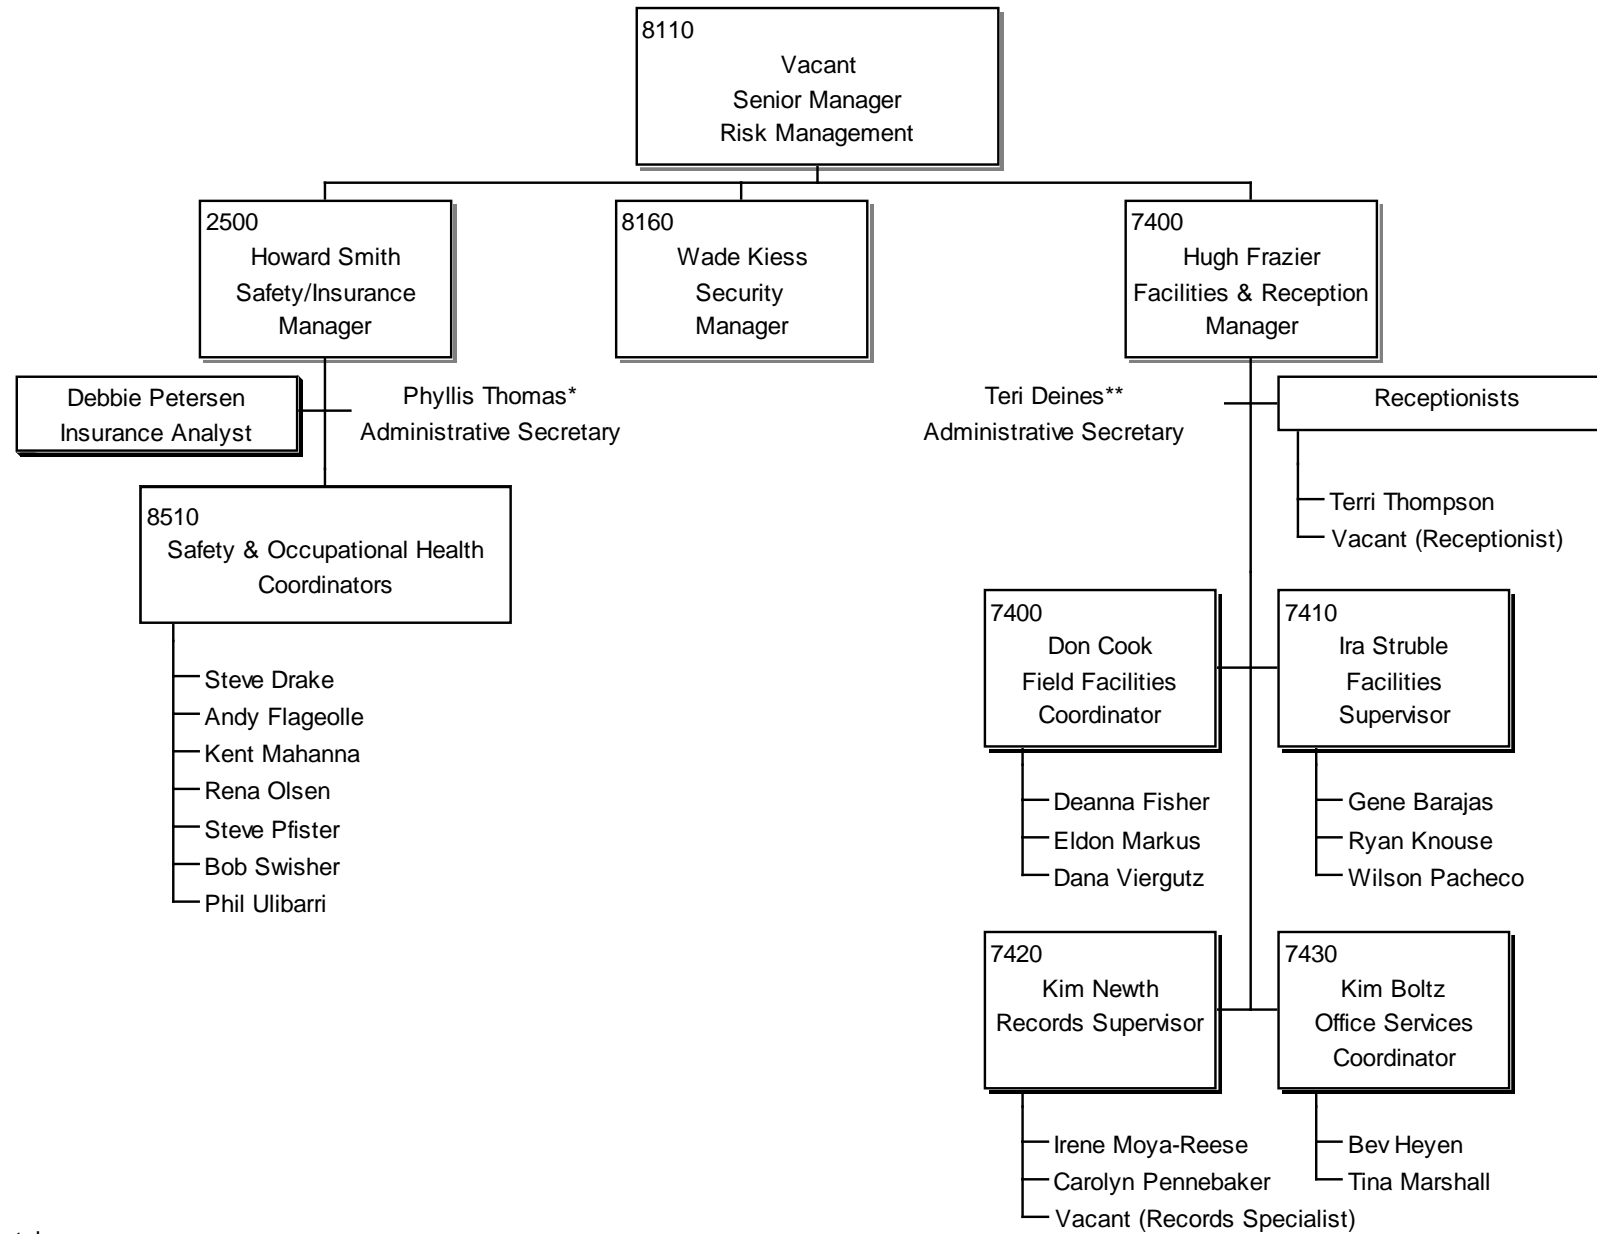 8110
Vacant
Senior Manager
Risk Management
2500
Howard Smith
Safety/Insurance
Manager
8160
Wade Kiess
Security
Manager
7400
Hugh Frazier
Facilities & Reception
Manager
Debbie Petersen
Insurance Analyst
Phyllis Thomas*
Administrative Secretary
Teri Deines**
Administrative Secretary
Receptionists
Terri Thompson
Vacant (Receptionist)
8510
Safety & Occupational Health
Coordinators
Steve Drake
Andy Flageolle
Kent Mahanna
Rena Olsen
Steve Pfister
Bob Swisher
Phil Ulibarri
7400
Don Cook
Field Facilities
Coordinator
Deanna Fisher
Eldon Markus
Dana Viergutz
7410
Ira Struble
Facilities
Supervisor
Gene Barajas
Ryan Knouse
Wilson Pacheco
7420
Kim Newth
Records Supervisor
Irene Moya-Reese
Carolyn Pennebaker
Vacant (Records Specialist)
7430
Kim Boltz
Office Services
Coordinator
Bev Heyen
Tina Marshall